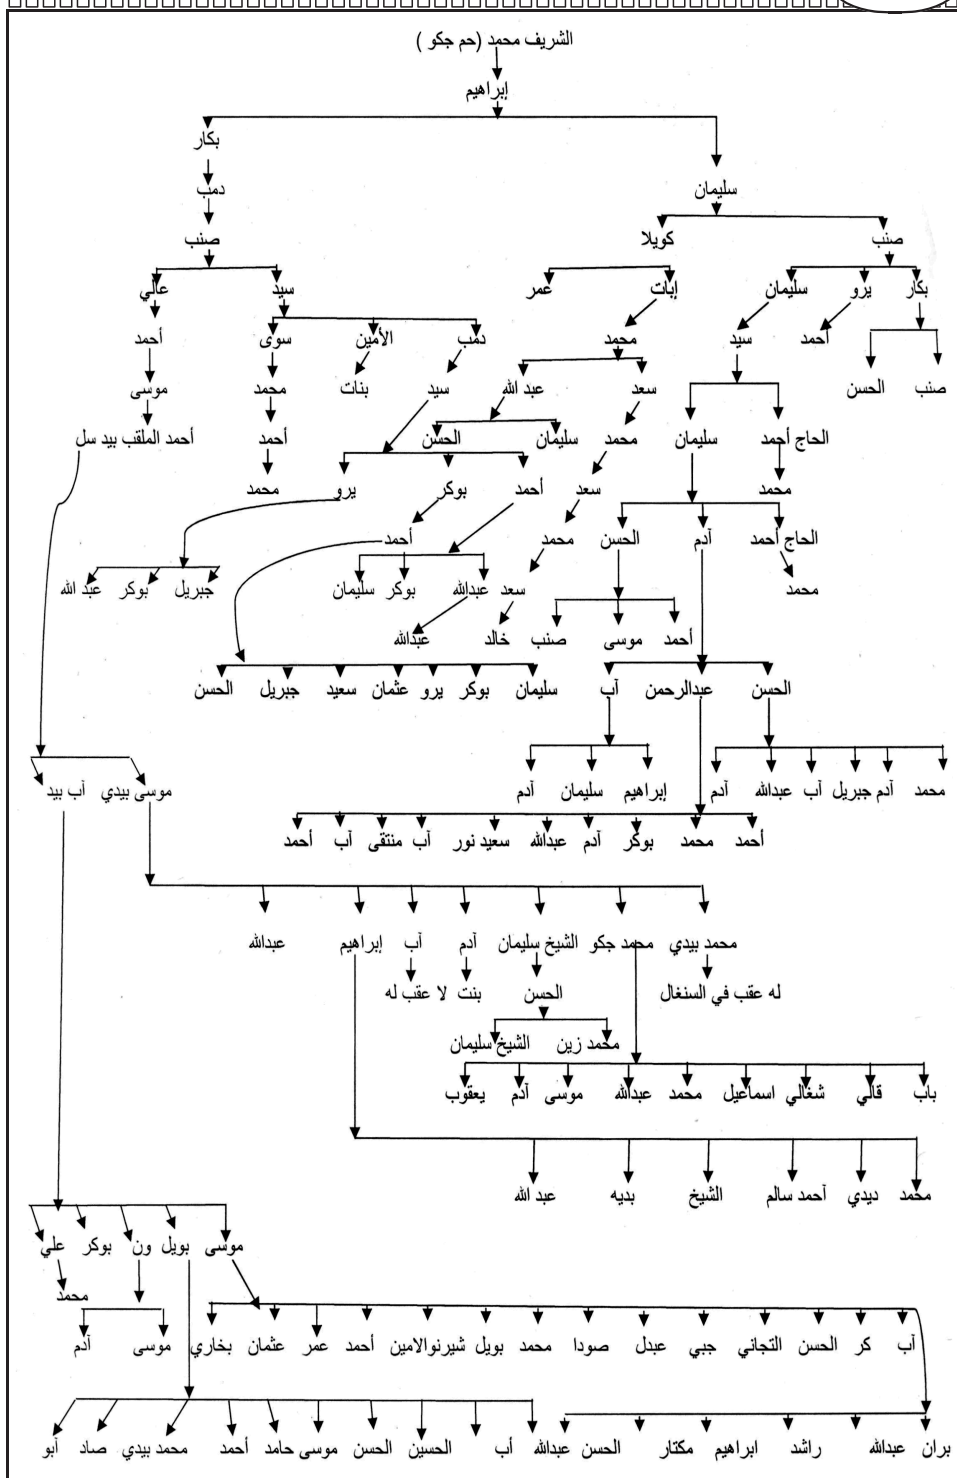 الشريف محمد (حم جكو )
إبراهيم
بكار
سليمان
دمب
صنب
كويلا
صنب
عالي
سيد
عمر
إبات
سليمان
يرو
بكار
أحمد
سوى
الأمين
دمب
محمد
سيد
أحمد
موسى
محمد
بنات
سيد
عبد الله
سعد
الحسن
صنب
أحمد الملقب بيد سل
أحمد
الحسن
سليمان
محمد
سليمان
الحاج أحمد
محمد
يرو
بوكر
أحمد
سعد
محمد
أحمد
محمد
الحسن
آدم
الحاج أحمد
عبد الله
بوكر
جبريل
سليمان
بوكر
عبدالله
سعد
محمد
عبدالله
خالد
صنب
موسى
أحمد
الحسن
جبريل
سعيد
عثمان
يرو
بوكر
سليمان
آب
عبدالرحمن
الحسن
آب بيد
موسى بيدي
آدم
سليمان
إبراهيم
آدم
عبدالله
آب
جبريل
آدم
محمد
أحمد
آب
منتقى
آب
سعيد نور
عبدالله
آدم
بوكر
محمد
أحمد
عبدالله
إبراهيم
آب
آدم
الشيخ سليمان
محمد جكو
محمد بيدي
لا عقب له
بنت
الحسن
له عقب في السنغال
الشيخ سليمان
محمد زين
يعقوب
آدم
موسى
عبدالله
محمد
اسماعيل
شغالي
قالي
باب
عبد الله
بديه
الشيخ
أحمد سالم
ديدي
محمد
علي
بوكر
ون
بويل
موسى
محمد
آدم
موسى
بخاري
عثمان
عمر
أحمد
شيرنوالامين
بويل
محمد
صودا
عبدل
جبي
التجاني
الحسن
كر
آب
آبو
صاد
محمد بيدي
أحمد
حامد
موسى
الحسن
الحسين
أب
عبدالله
الحسن
مكتار
ابراهيم
راشد
عبدالله
بران